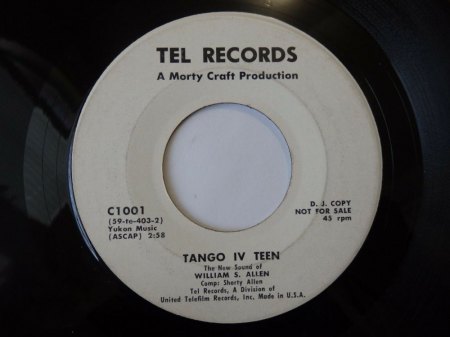 TEL RECORDS
A Morty Craft Production
C1001
(59-te-403-2)
Yukon Music
(ASCAP) 2:58
D. J. COPY
NOT FOR SALE
45 rpm
TANGO IV TEEN
The New Sound of
WILLIAM S. ALLEN
Comp: Shorty Allen
Tel Records, A Division of
United Telefilm Records, Inc. Made in U.S.A.